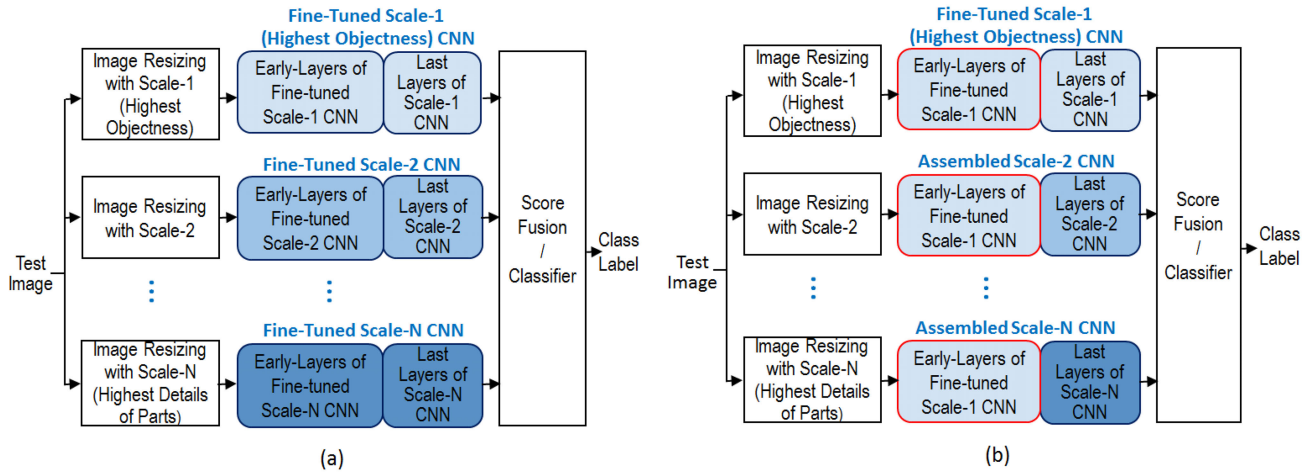 Fine-Tuned Scale-1
(Highest Objectness) CNN
Image Resizing
with Scale-1
(Highest
Objectness)
Early-Layers of
Fine-tuned
Scale-1 CNN
Last
Layers of
Scale-1
CNN
Fine-Tuned Scale-2 CNN
Image Resizing
with Scale-2
Early-Layers of
Fine-tuned
Scale-2 CNN
Last
Layers of
Scale-2
CNN
Test
Image
Score
Fusion
/
Classifier
Class
Label
Fine-Tuned Scale-N CNN
Image Resizing
with Scale-N
(Highest Details
of Parts)
Early-Layers of
Fine-tuned
Scale-N CNN
Last
Layers of
Scale-N
CNN
(a)
Fine-Tuned Scale-1
(Highest Objectness) CNN
Image Resizing
with Scale-1
(Highest
Objectness)
Early-Layers of
Fine-tuned
Scale-1 CNN
Last
Layers of
Scale-1
CNN
Assembled Scale-2 CNN
Image Resizing
with Scale-2
Early-Layers of
Fine-tuned
Scale-1 CNN
Last
Layers of
Scale-2
CNN
Test
Image
Score
Fusion
/
Classifier
Class
Label
Assembled Scale-N CNN
Image Resizing
with Scale-N
(Highest Details
of Parts)
Early-Layers of
Fine-tuned
Scale-1 CNN
Last
Layers of
Scale-N
CNN
(b)